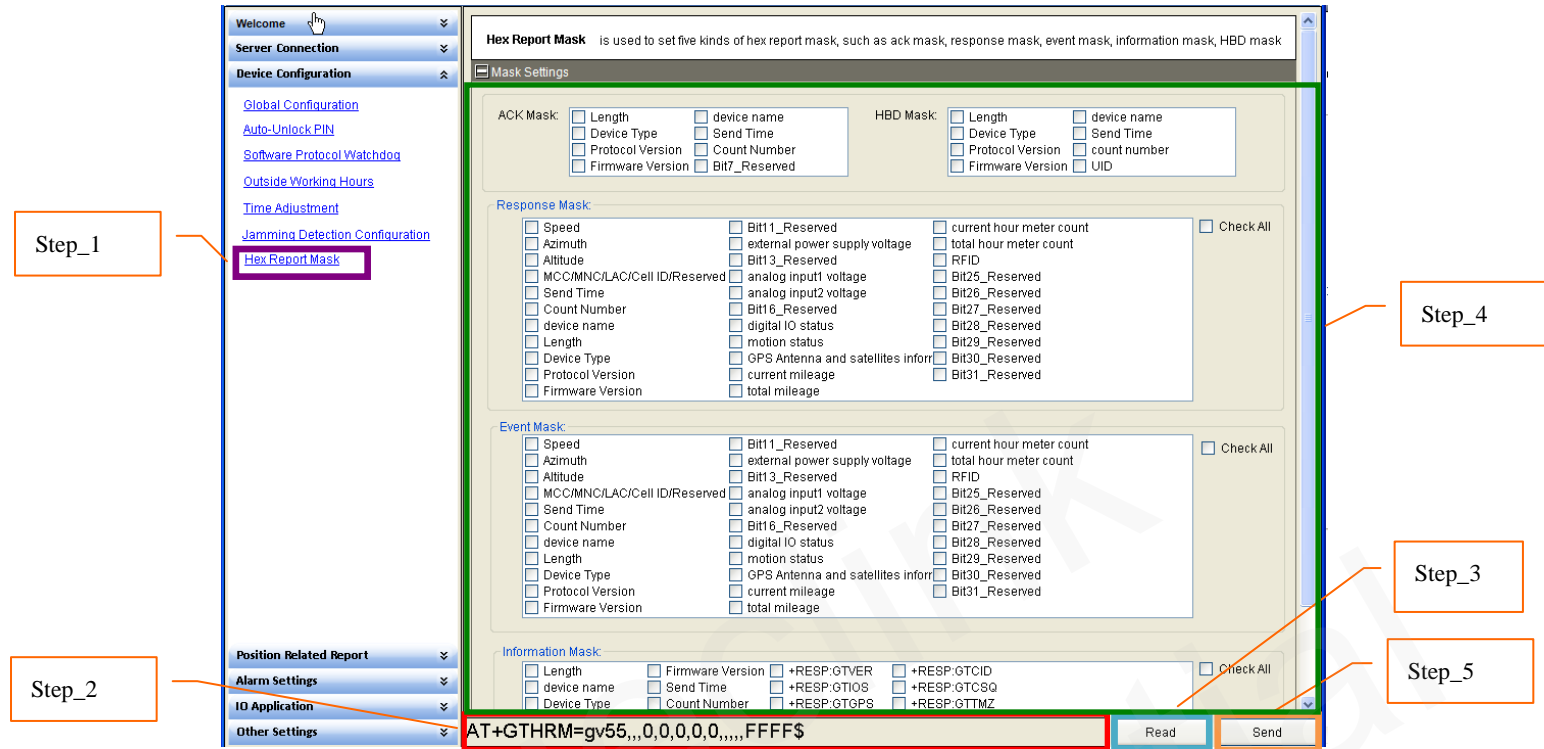 Welcome
Server Connection
Device Configuration
Global Configuration
Auto-Unlock PIN
Software Protocol Watchdog
Outside Working Hours
Time Adjustment
Jamming Detection Configuration
Hex Report Mask
Position Related Report
Alarm Settings
IO Application
Other Settings
Step_1
Step_2
Hex Report Mask is used to set five kinds of hex report mask, such as ack mask, response mask, event mask, information mask, HBD mask
Mask Settings
ACK Mask:
Length device name
Device Type Send Time
Protocol Version Count Number
Firmware Version Bit7_Reserved
HBD Mask:
Length device name
Device Type Send Time
Protocol Version count number
Firmware Version UID
Response Mask:
Speed Bit11_Reserved current hour meter count Check All
Azimuth external power supply voltage total hour meter count
Altitude Bit13_Reserved RFID
MCC/MNC/LAC/Cell ID/Reserved analog input1 voltage Bit25_Reserved
Send Time analog input2 voltage Bit26_Reserved
Count Number Bit16_Reserved Bit27_Reserved
device name digital IO status Bit28_Reserved
Length motion status Bit29_Reserved
Device Type GPS Antenna and satellites inforr Bit30_Reserved
Protocol Version current mileage Bit31_Reserved
Firmware Version total mileage
Event Mask:
Speed Bit11_Reserved current hour meter count Check All
Azimuth external power supply voltage total hour meter count
Altitude Bit13_Reserved RFID
MCC/MNC/LAC/Cell ID/Reserved analog input1 voltage Bit25_Reserved
Send Time analog input2 voltage Bit26_Reserved
Count Number Bit16_Reserved Bit27_Reserved
device name digital IO status Bit28_Reserved
Length motion status Bit29_Reserved
Device Type GPS Antenna and satellites inforr Bit30_Reserved
Protocol Version current mileage Bit31_Reserved
Firmware Version total mileage
Information Mask:
Length Firmware Version +RESP:GTVER +RESP:GTCID Check All
device name Send Time +RESP:GTIOS +RESP:GTCSQ
Device Type Count Number +RESP:GTGPS +RESP:GTTMZ
AT+GTHRM=gv55,,,0,0,0,0,0,,,,,FFFF$
Read Send
Step_4
Step_3
Step_5